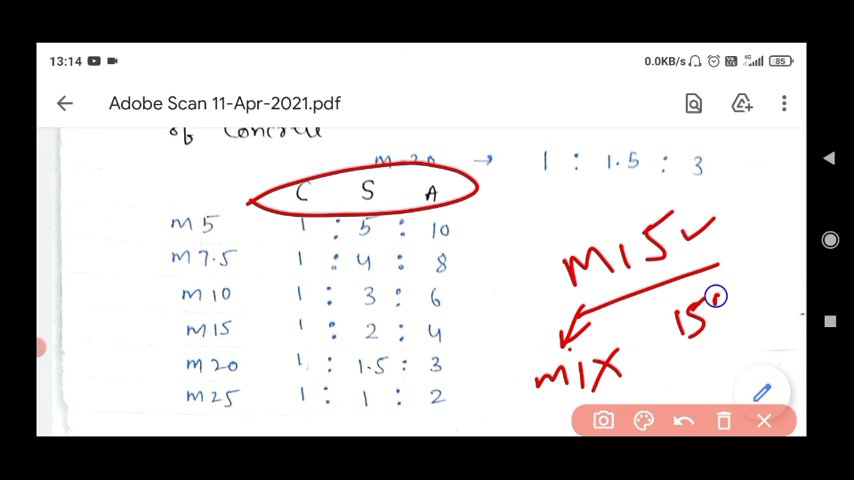 13:14 0.0KB/s 4G 85
Adobe Scan 11-Apr-2021.pdf
of Concrete
m 20 → 1 : 1.5 : 3
C S A
M5 1 : 5 : 10
M7.5 1 : 4 : 8
M10 1 : 3 : 6
M15 1 : 2 : 4
M20 1 : 1.5 : 3
M25 1 : 1 : 2
M15 ✓
15
MIX